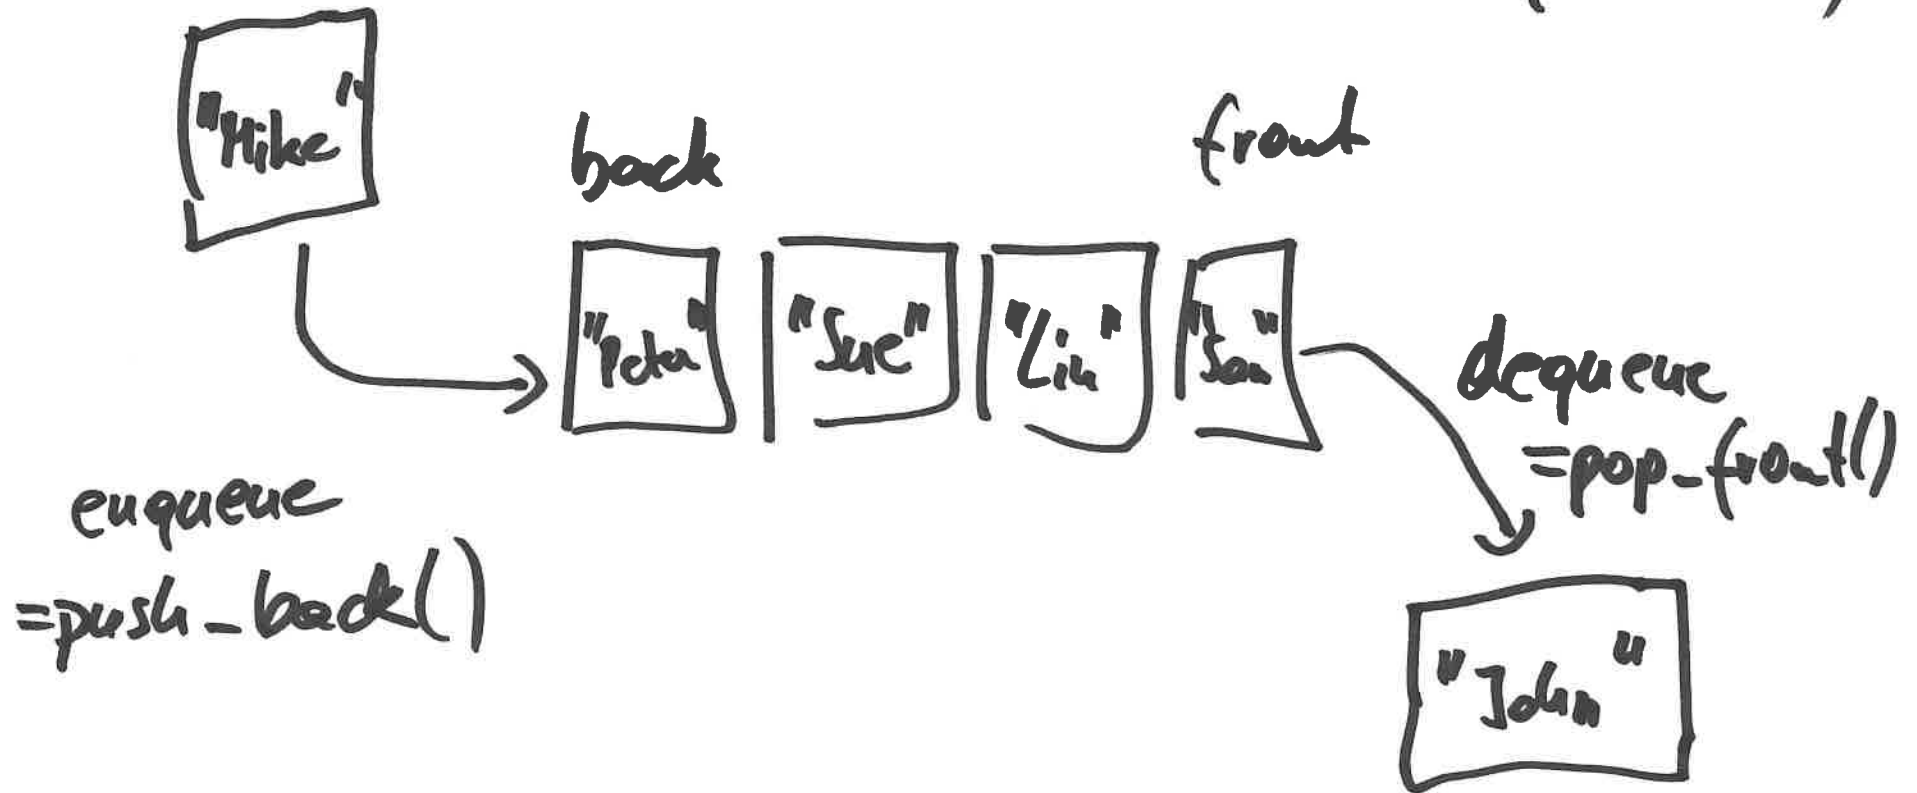 "Mike"
back
front
"Peter" "Sue" "Lin" "Sam"
dequeue
=pop_front()
enqueue
=push_back()
"John"